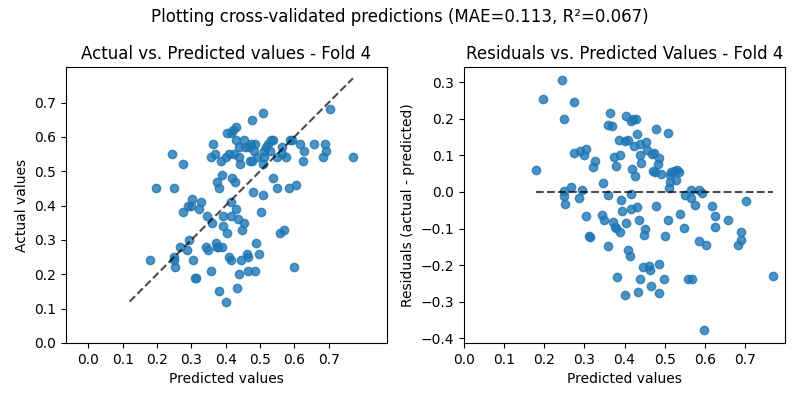 Plotting cross-validated predictions (MAE=0.113, R²=0.067)
Actual vs. Predicted values - Fold 4
Actual values
0.7
0.6
0.5
0.4
0.3
0.2
0.1
0.0
0.0 0.1 0.2 0.3 0.4 0.5 0.6 0.7
Predicted values
Residuals vs. Predicted Values - Fold 4
Residuals (actual - predicted)
0.3
0.2
0.1
0.0
−0.1
−0.2
−0.3
−0.4
0.0 0.1 0.2 0.3 0.4 0.5 0.6 0.7
Predicted values